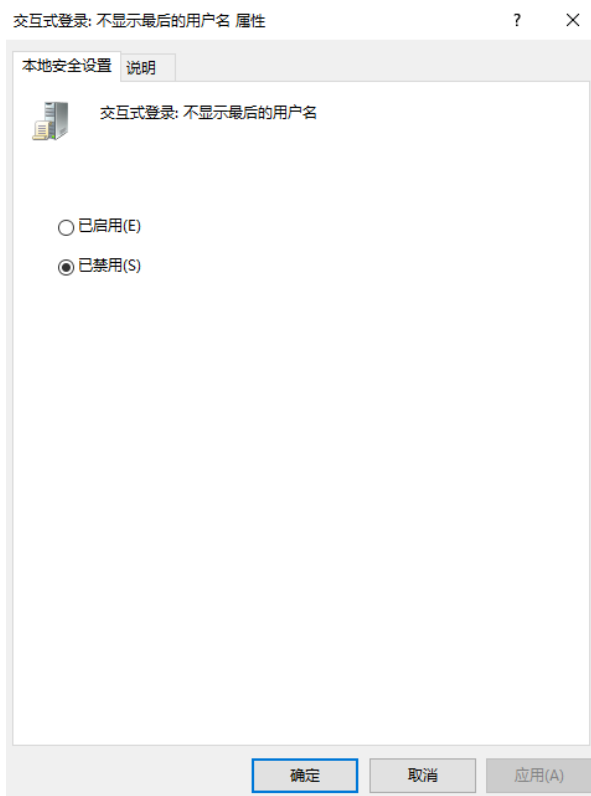 交互式登录: 不显示最后的用户名 属性
?
本地安全设置 说明
交互式登录: 不显示最后的用户名
已启用(E)
已禁用(S)
确定 取消 应用(A)